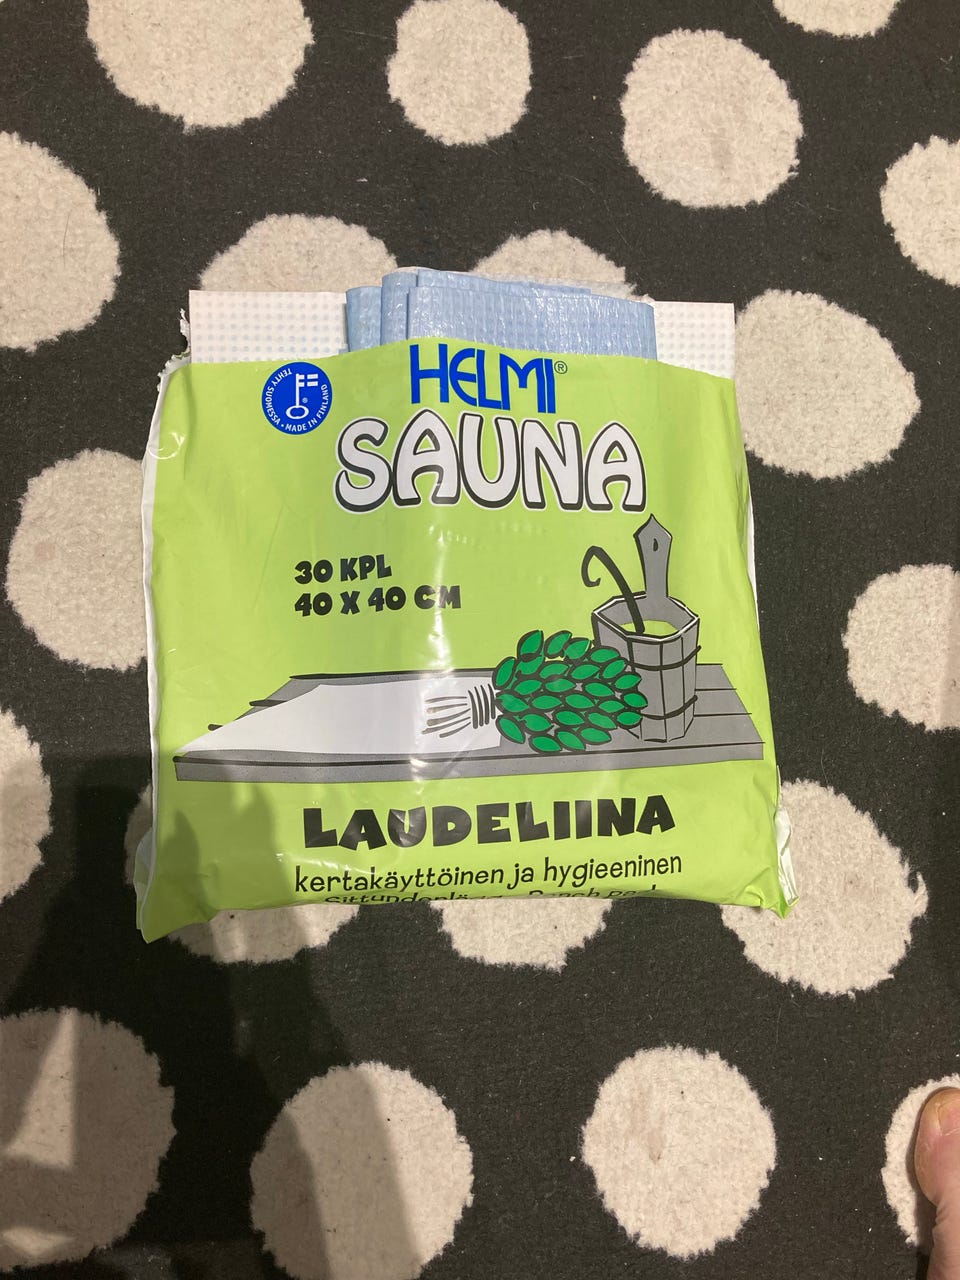 HELMI®
TEHTY SUOMESSA • MADE IN FINLAND
SAUNA
30 KPL
40 X 40 CM
LAUDELIINA
kertakäyttöinen ja hygieeninen